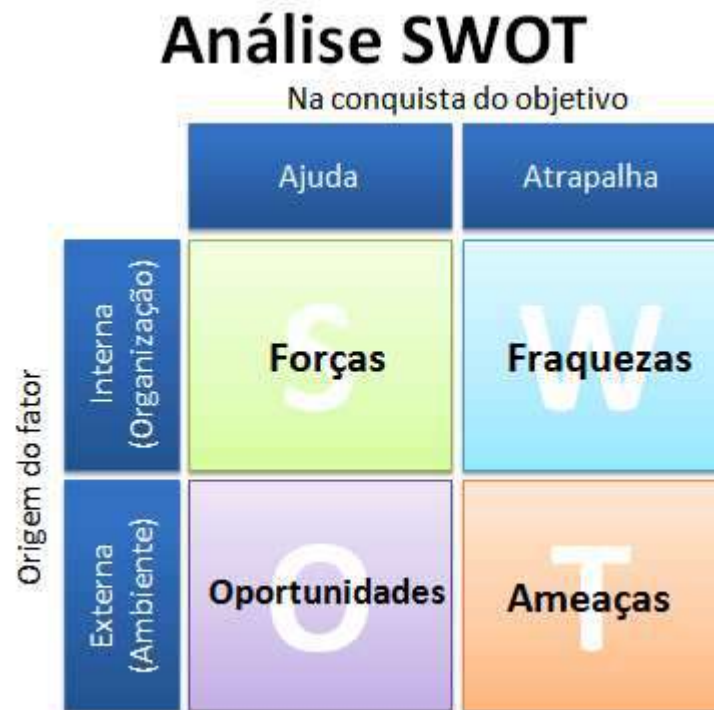 Análise SWOT
Na conquista do objetivo
Ajuda
Atrapalha
Origem do fator
Interna
(Organização)
S
Forças
W
Fraquezas
Externa
(Ambiente)
O
Oportunidades
T
Ameaças